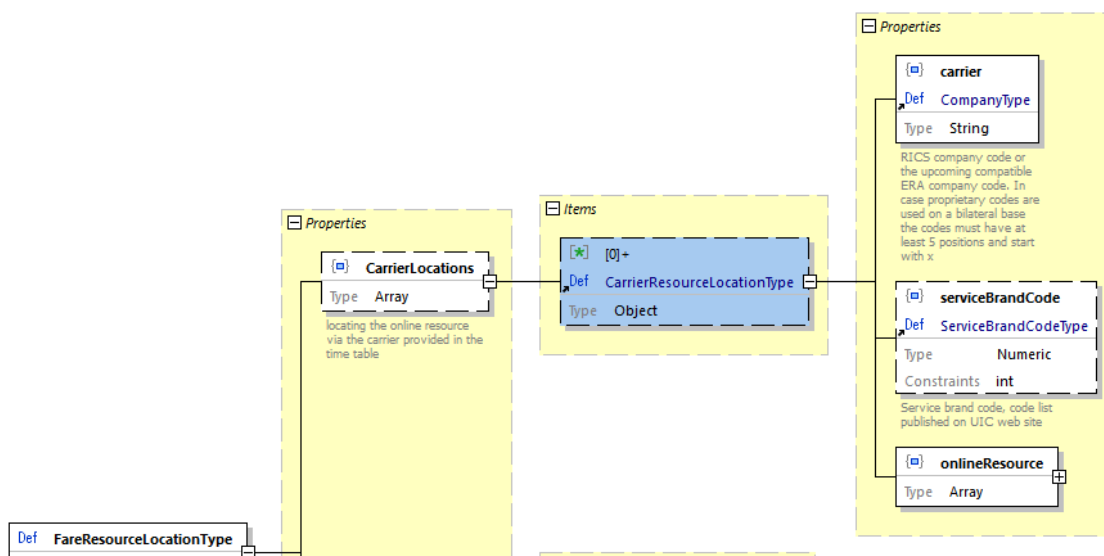 Properties
carrier
Def CompanyType
Type String
RICS company code or
the upcoming compatible
ERA company code. In
case proprietary codes are
used on a bilateral base
the codes must have at
least 5 positions and start
with x
Items
Properties
[0]+
CarrierLocations
Def CarrierResourceLocationType
serviceBrandCode
Type Array
Type Object
Def ServiceBrandCodeType
locating the online resource
via the carrier provided in the
time table
Type Numeric
Constraints int
Service brand code, code list
published on UIC web site
onlineResource
Type Array
Def FareResourceLocationType